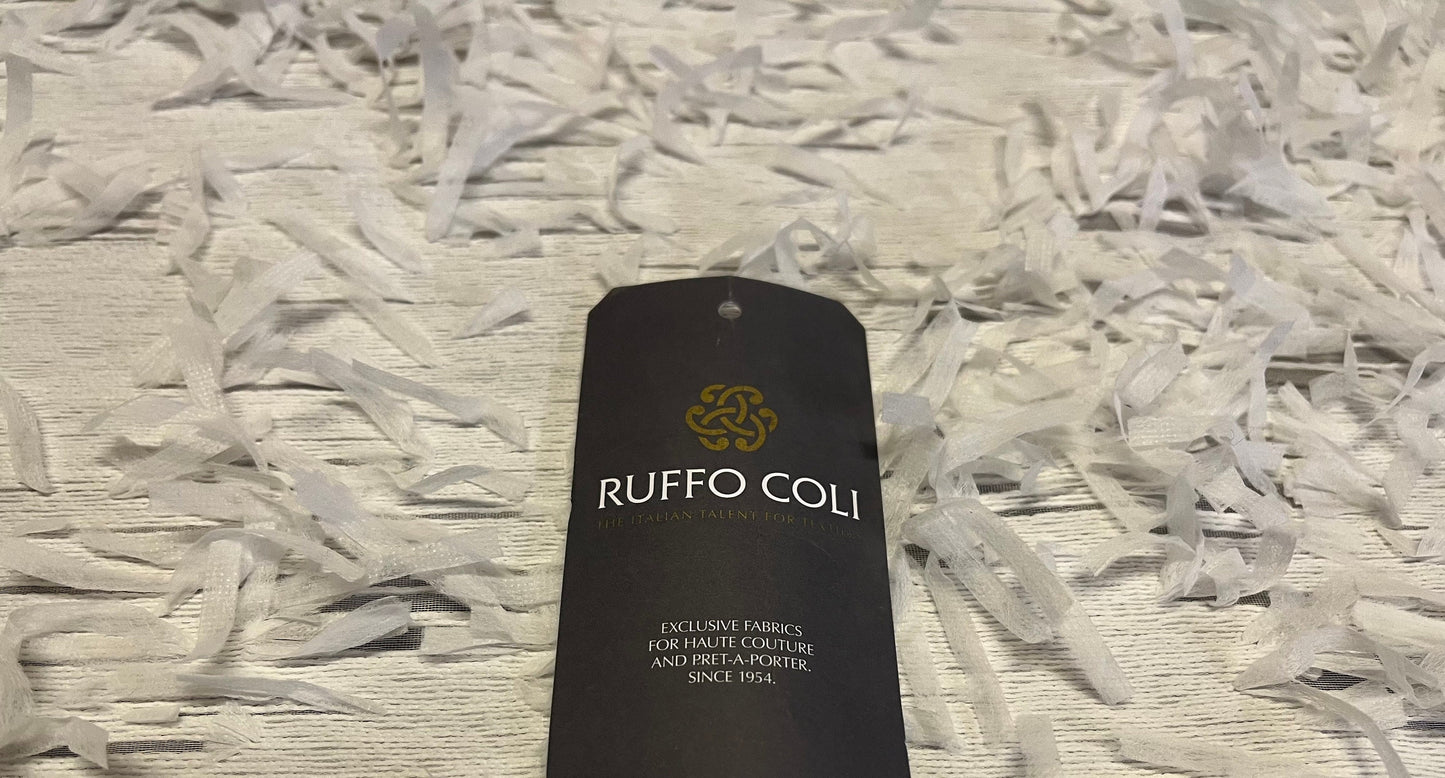 RUFFO COLI
THE ITALIAN TALENT FOR TEXTILES
EXCLUSIVE FABRICS
FOR HAUTE COUTURE
AND PRET-A-PORTER.
SINCE 1954.